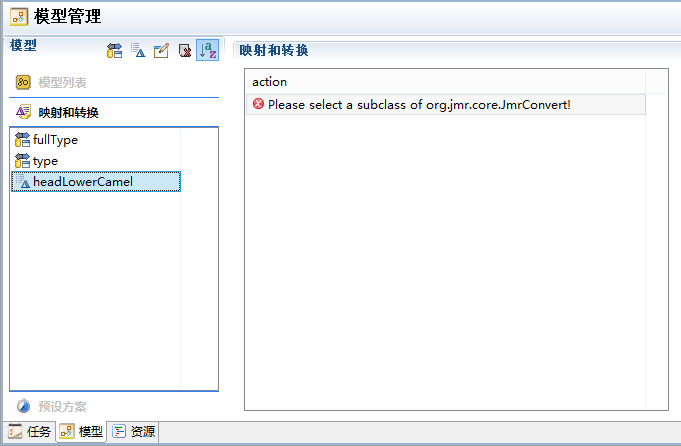 模型管理
模型
模型列表
映射和转换
fullType
type
headLowerCamel
预设方案
映射和转换
action
Please select a subclass of org.jmr.core.JmrConvert!
任务 模型 资源